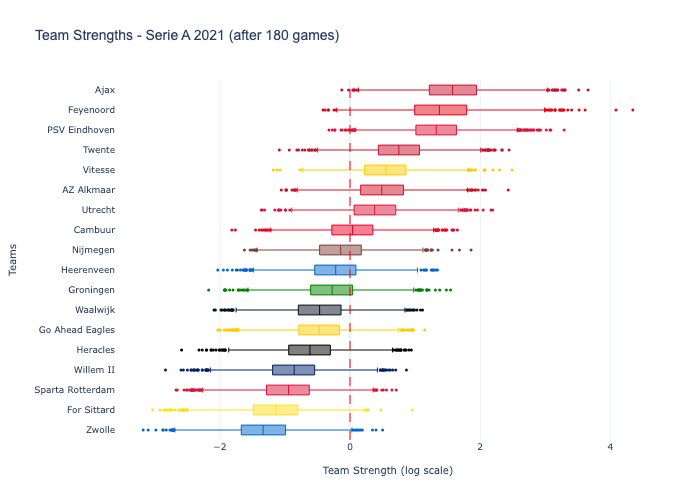 Team Strengths - Serie A 2021 (after 180 games)
Ajax
Feyenoord
PSV Eindhoven
Twente
Vitesse
AZ Alkmaar
Utrecht
Cambuur
Nijmegen
Heerenveen
Groningen
Waalwijk
Go Ahead Eagles
Heracles
Willem II
Sparta Rotterdam
For Sittard
Zwolle
Teams
−2 0 2 4
Team Strength (log scale)